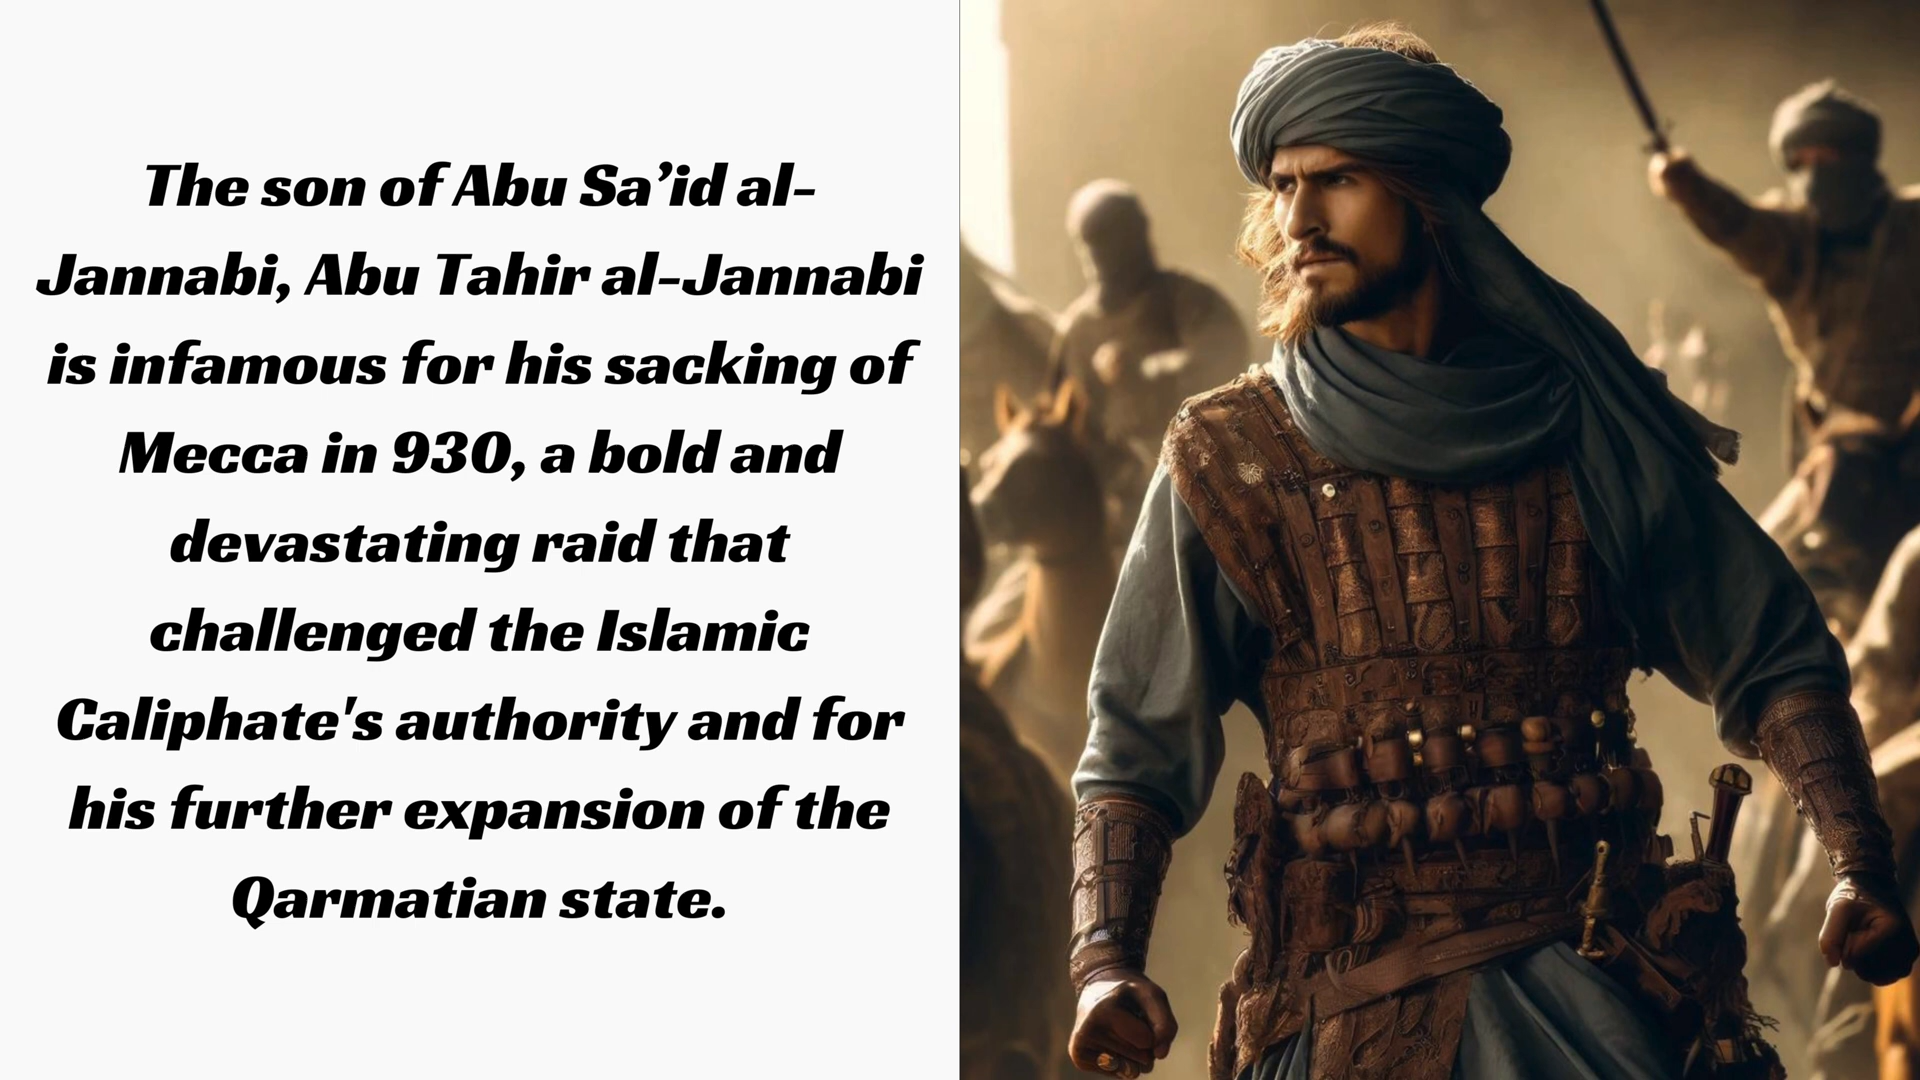 The son of Abu Sa’id al-
Jannabi, Abu Tahir al-Jannabi
is infamous for his sacking of
Mecca in 930, a bold and
devastating raid that
challenged the Islamic
Caliphate's authority and for
his further expansion of the
Qarmatian state.